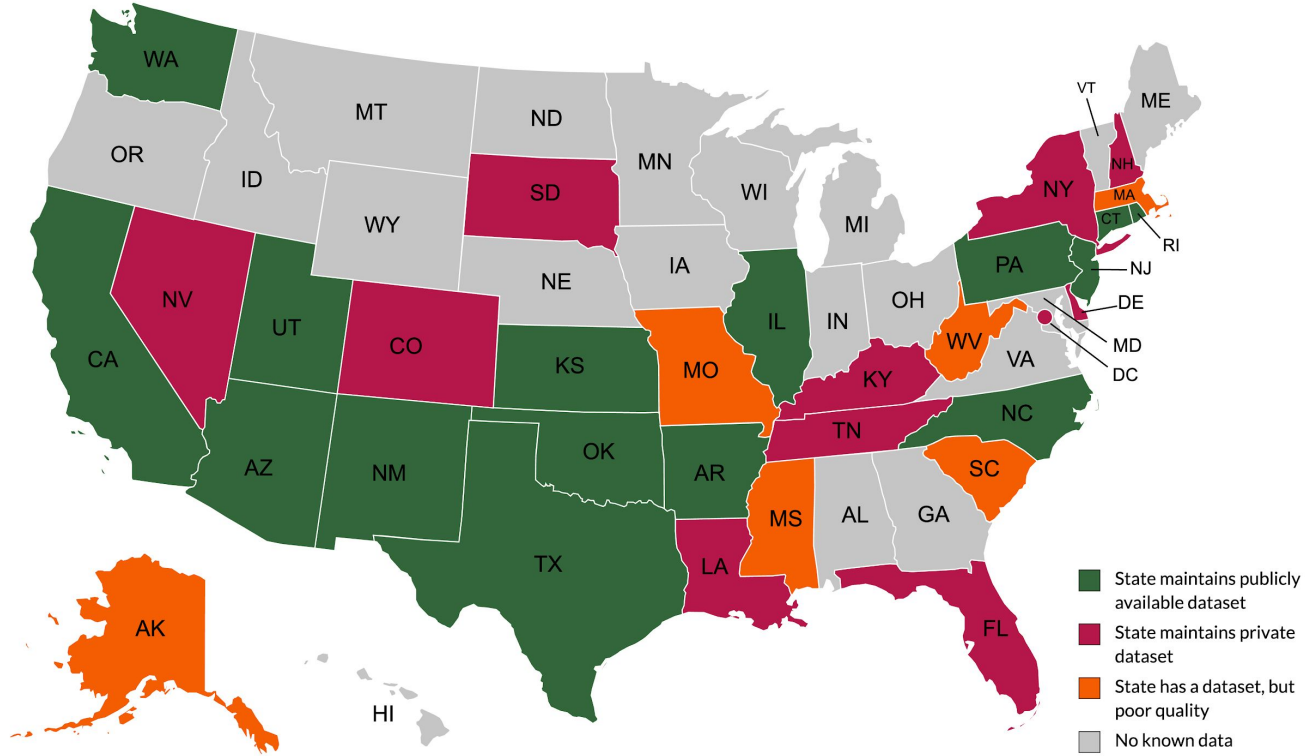 WA
MT
ND
MN
VT
ME
OR
ID
SD
WI
MI
NY
NH
MA
CT
RI
WY
NE
IA
PA
NJ
NV
UT
CO
IL
IN
OH
DE
MD
DC
CA
KS
MO
WV
VA
KY
NC
TN
AZ
NM
OK
AR
SC
MS
AL
GA
TX
LA
FL
AK
HI
State maintains publicly
available dataset
State maintains private
dataset
State has a dataset, but
poor quality
No known data